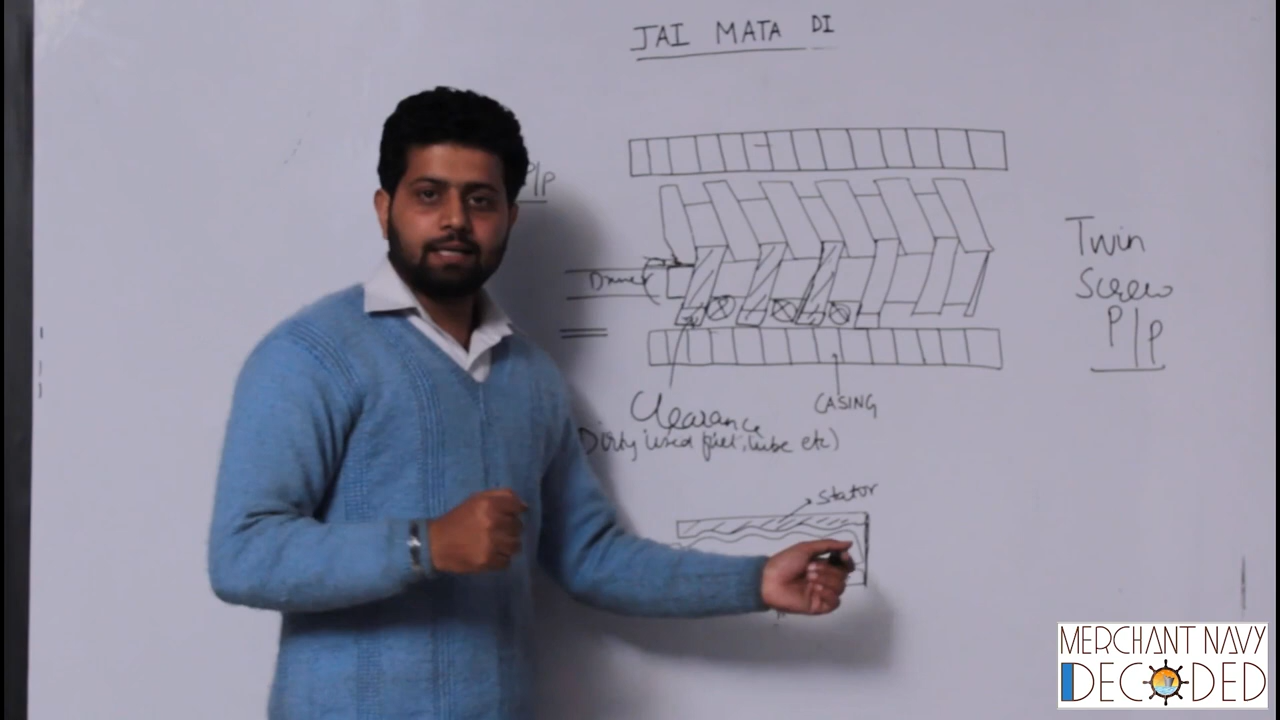 JAI MATA DI
P/P
Driver
Twin
Screw
P/P
Clearance
CASING
(Dirty used fuel, lube etc)
Stator
MERCHANT NAVY
DECODED